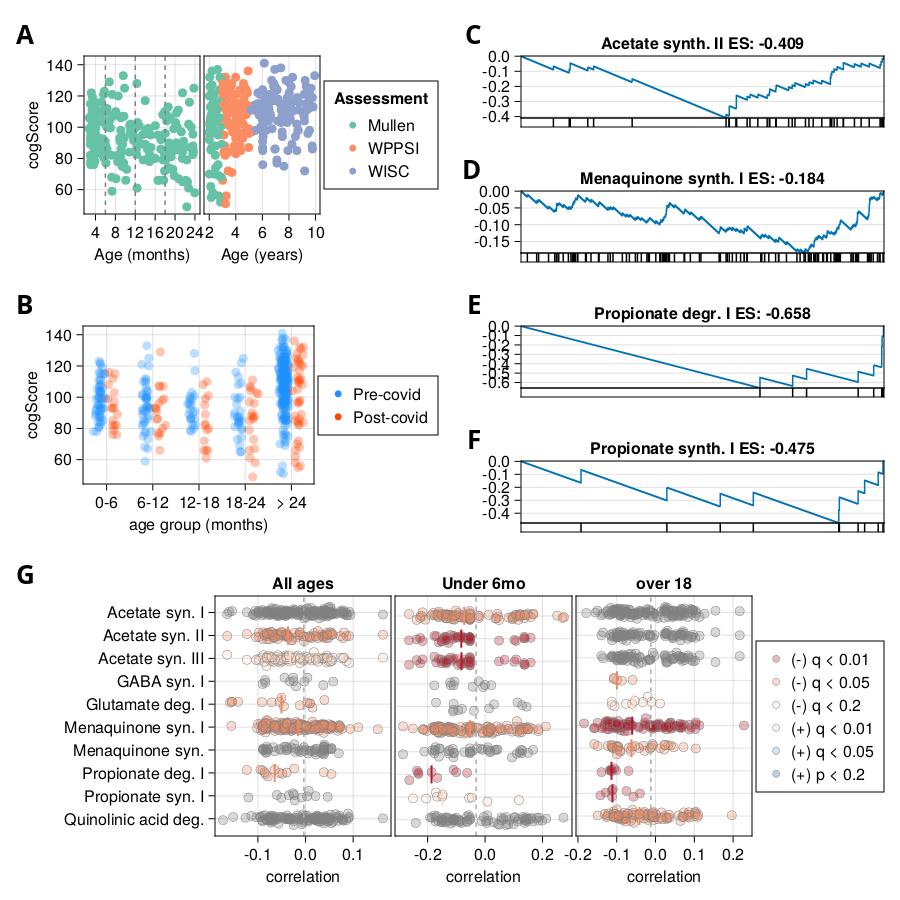 A
140
120
100
80
60
cogScore
4 8 12 16 20 24
2 4 6 8 10
Age (months)
Age (years)
Assessment
Mullen
WPPSI
WISC
B
140
120
100
80
60
cogScore
0-6 6-12 12-18 18-24 > 24
age group (months)
Pre-covid
Post-covid
C
Acetate synth. II ES: -0.409
0.0
-0.1
-0.2
-0.3
-0.4
D
Menaquinone synth. I ES: -0.184
0.00
-0.05
-0.10
-0.15
E
Propionate degr. I ES: -0.658
0.0
-0.1
-0.2
-0.3
-0.4
-0.5
-0.6
F
Propionate synth. I ES: -0.475
0.0
-0.1
-0.2
-0.3
-0.4
G
All ages
Under 6mo
over 18
Acetate syn. I
Acetate syn. II
Acetate syn. III
GABA syn. I
Glutamate deg. I
Menaquinone syn. I
Menaquinone syn.
Propionate deg. I
Propionate syn. I
Quinolinic acid deg.
-0.1 0.0 0.1
-0.2 0.0 0.2
-0.2 -0.1 0.0 0.1 0.2
correlation
correlation
correlation
(-) q < 0.01
(-) q < 0.05
(-) q < 0.2
(+) q < 0.01
(+) q < 0.05
(+) p < 0.2